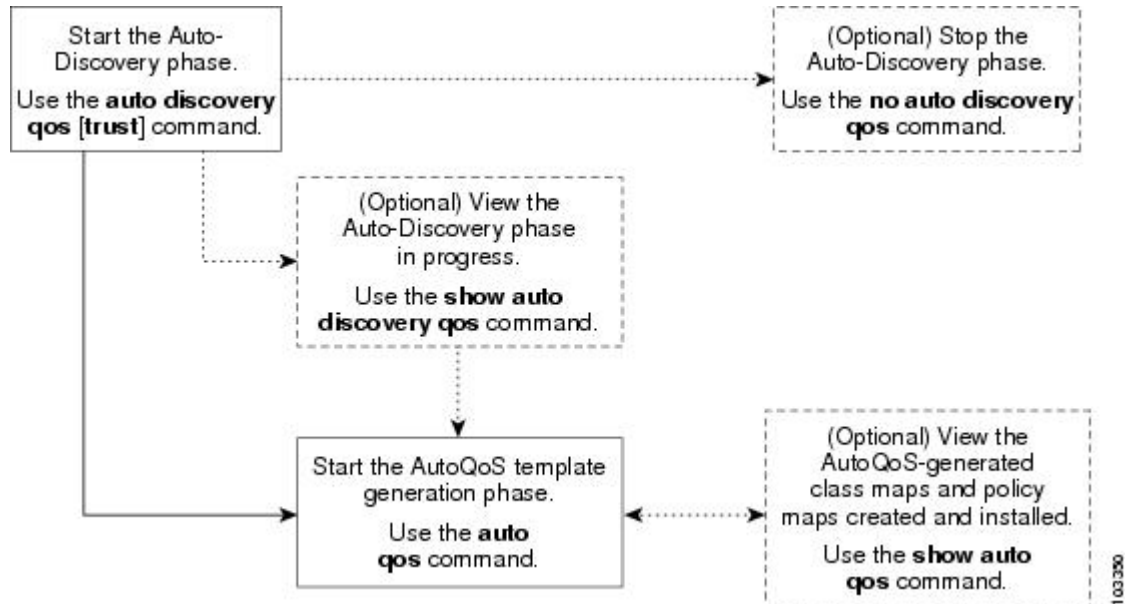 Start the Auto-
Discovery phase.
Use the auto discovery
qos [trust] command.
(Optional) Stop the
Auto-Discovery phase.
Use the no auto discovery
qos command.
(Optional) View the
Auto-Discovery phase
in progress.
Use the show auto
discovery qos command.
Start the AutoQoS template
generation phase.
Use the auto
qos command.
(Optional) View the
AutoQoS-generated
class maps and policy
maps created and installed.
Use the show auto
qos command.
103350